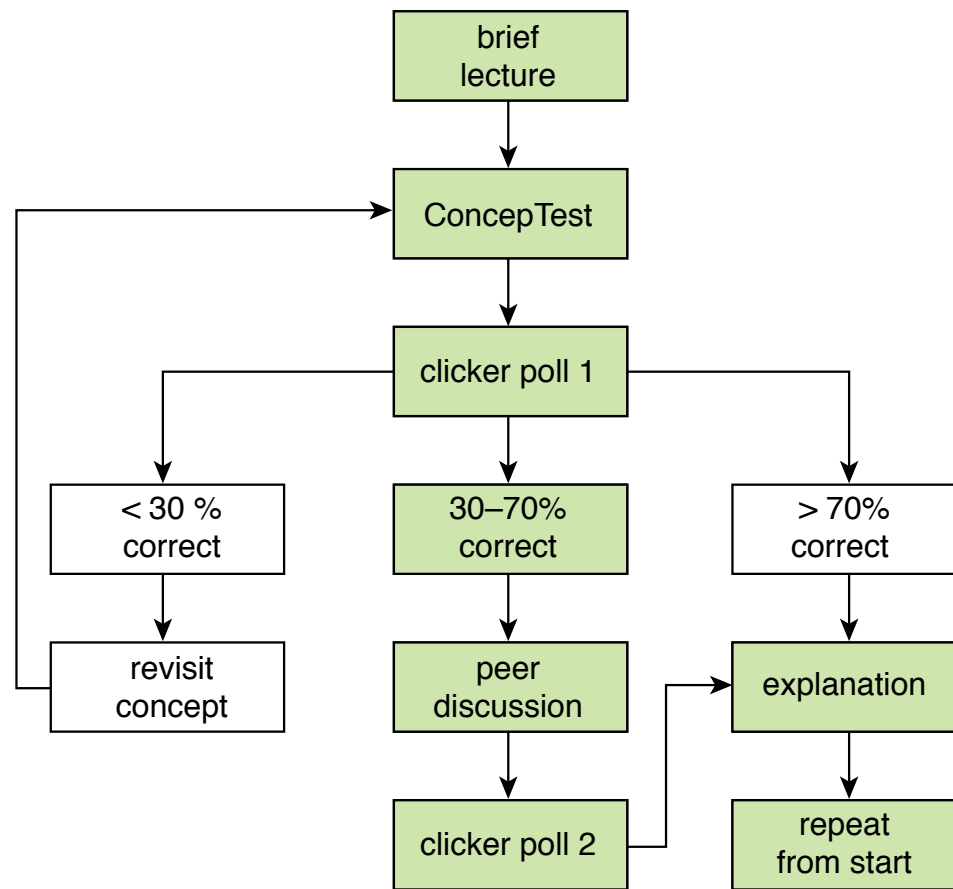 brief
lecture
ConcepTest
clicker poll 1
< 30 %
correct
30–70%
correct
> 70%
correct
revisit
concept
peer
discussion
explanation
clicker poll 2
repeat
from start